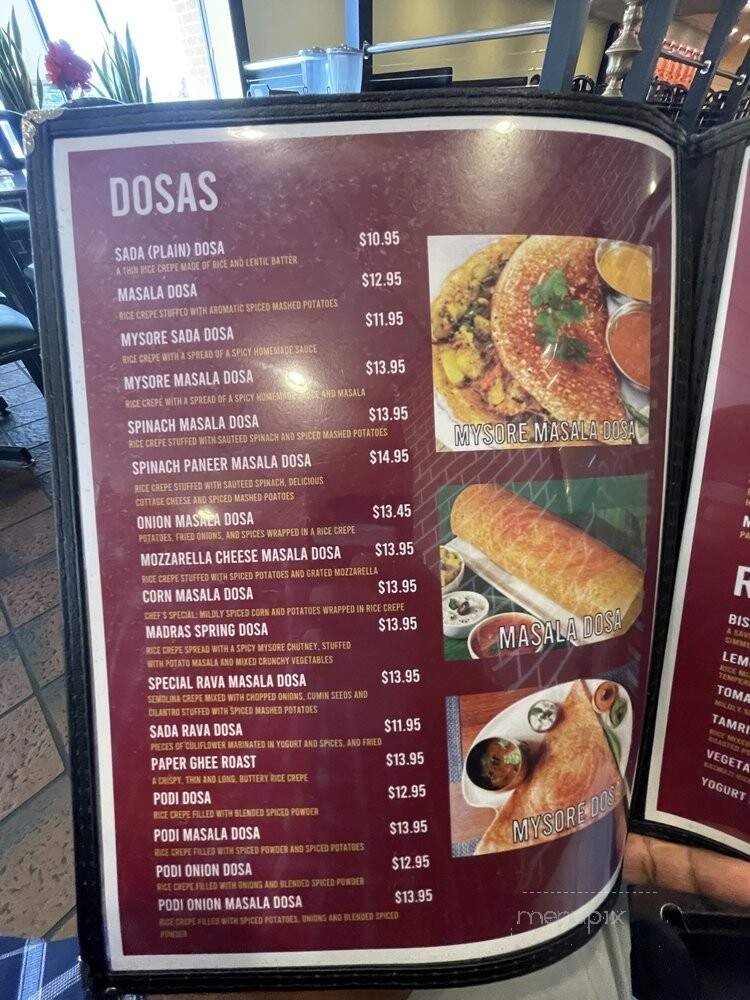 DOSAS
SADA (PLAIN) DOSA $10.95
A THIN RICE CREPE MADE OF RICE AND LENTIL BATTER
MASALA DOSA $12.95
RICE CREPE STUFFED WITH AROMATIC SPICED MASHED POTATOES
MYSORE SADA DOSA $11.95
RICE CREPE WITH A SPREAD OF A SPICY HOMEMADE SAUCE
MYSORE MASALA DOSA $13.95
RICE CREPE WITH A SPREAD OF A SPICY HOMEMADE SAUCE AND MASALA
SPINACH MASALA DOSA $13.95
RICE CREPE STUFFED WITH SAUTEED SPINACH AND SPICED MASHED POTATOES
SPINACH PANEER MASALA DOSA $14.95
RICE CREPE STUFFED WITH SAUTEED SPINACH, DELICIOUS
COTTAGE CHEESE AND SPICED MASHED POATOES
ONION MASALA DOSA $13.45
POTATOES, FRIED ONIONS, AND SPICES WRAPPED IN A RICE CREPE
MOZZARELLA CHEESE MASALA DOSA $13.95
RICE CREPE STUFFED WITH SPICED POTATOES AND GRATED MOZZARELLA
CORN MASALA DOSA $13.95
CHEF'S SPECIAL: MILDLY SPICED CORN AND POTATOES WRAPPED IN RICE CREPE
MADRAS SPRING DOSA $13.95
RICE CREPE SPREAD WITH A SPICY MYSORE CHUTNEY, STUFFED
WITH POTATO MASALA AND MIXED CRUNCHY VEGETABLES
SPECIAL RAVA MASALA DOSA $13.95
SEMOLINA CREPE MIXED WITH CHOPPED ONIONS, CUMIN SEEDS AND
CILANTRO STUFFED WITH SPICED MASHED POTATOES
SADA RAVA DOSA $11.95
PIECES OF CULIFLOWER MARINATED IN YOGURT AND SPICES, AND FRIED
PAPER GHEE ROAST $13.95
A CRISPY, THIN AND LONG, BUTTERY RICE CREPE
PODI DOSA $12.95
RICE CREPE FILLED WITH BLENDED SPICED POWDER
PODI MASALA DOSA $13.95
RICE CREPE FILLED WITH SPICED POWDER AND SPICED POTATOES
PODI ONION DOSA $12.95
RICE CREPE FILLED WITH ONIONS AND BLENDED SPICED POWDER
PODI ONION MASALA DOSA $13.95
RICE CREPE FILLED WITH SPICED POTATOES, ONIONS AND BLENDED SPICED
POWDER
MYSORE MASALA DOSA
MASALA DOSA
MYSORE DOS
menupix
R
BIS
LEM
TOMA
TAMRI
VEGETA
YOGURT